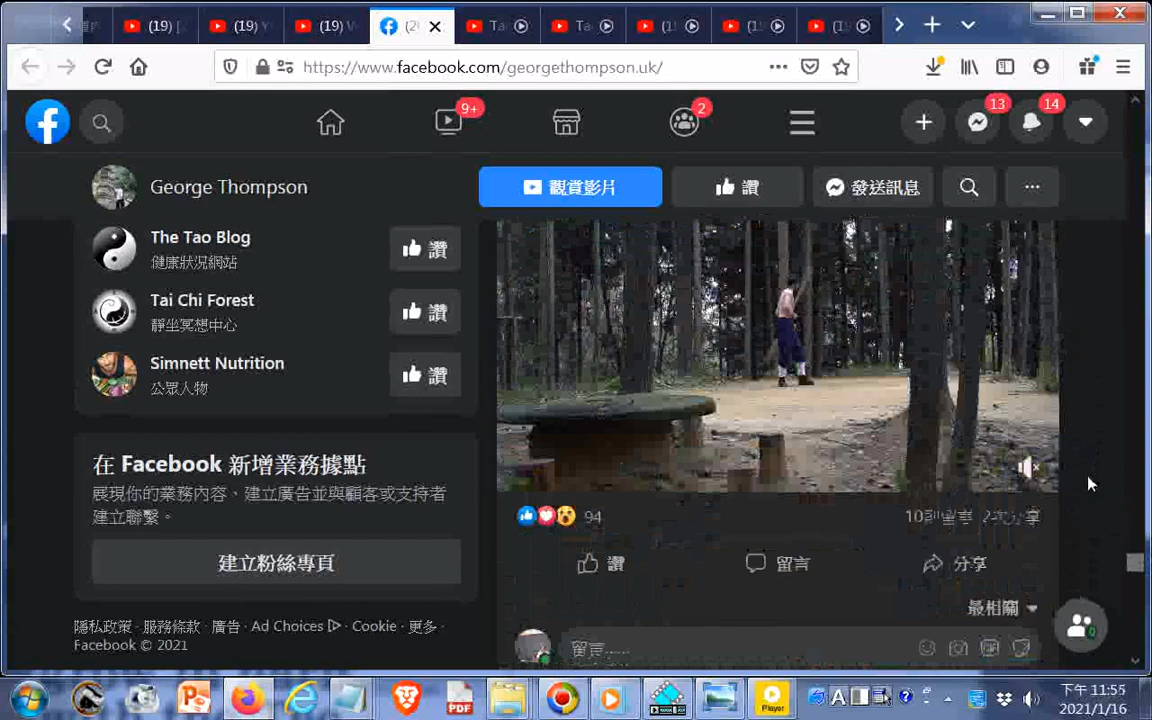 (19)
(19) Y
(19)
(2
Ta
Ta
(1
(1
(19
https://www.facebook.com/georgethompson.uk/
9+
2
13
14
George Thompson
觀賞影片
讚
發送訊息
The Tao Blog
健康狀況網站
讚
Tai Chi Forest
靜坐冥想中心
讚
Simnett Nutrition
公眾人物
讚
在 Facebook 新增業務據點
展現你的業務內容、建立廣告並與顧客或支持者
建立聯繫。
建立粉絲專頁
隱私政策 · 服務條款 · 廣告 · Ad Choices · Cookie · 更多 ·
Facebook © 2021
94
讚
留言
分享
最相關
留言……
0
PDF
Player
A
下午 11:55
2021/1/16